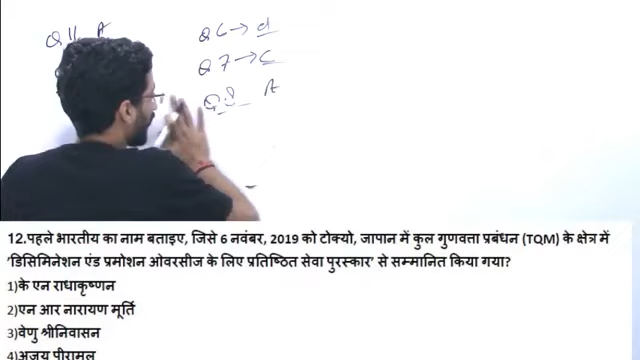 Q11 A
Q6→ d
Q7→ C
Q.8 A
12.पहले भारतीय का नाम बताइए, जिसे 6 नवंबर, 2019 को टोक्यो, जापान में कुल गुणवत्ता प्रबंधन (TQM) के क्षेत्र में
'डिसिमिनेशन एंड प्रमोशन ओवरसीज के लिए प्रतिष्ठित सेवा पुरस्कार' से सम्मानित किया गया?
1)के एन राधाकृष्णन
2)एन आर नारायण मूर्ति
3)वेणु श्रीनिवासन
4)अजय पीरामल